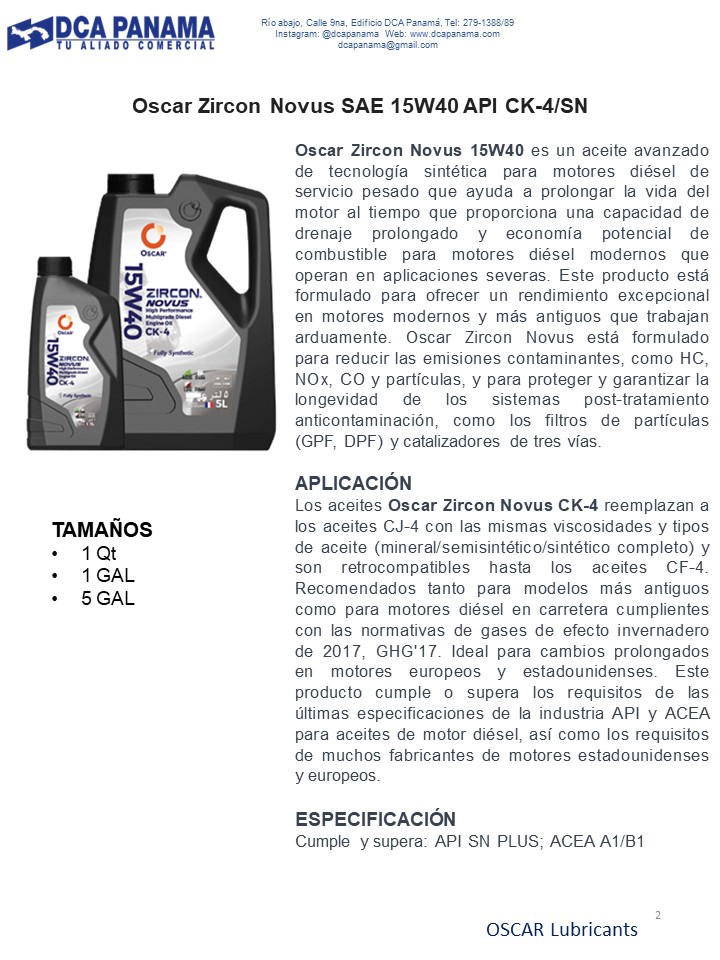 DCA PANAMA
TU ALIADO COMERCIAL
Río abajo, Calle 9na, Edificio DCA Panamá, Tel: 279-1388/89
Instagram: @dcapanama Web: www.dcapanama.com
dcapanama@gmail.com
Oscar Zircon Novus SAE 15W40 API CK-4/SN
Oscar Zircon Novus 15W40 es un aceite avanzado
de tecnología sintética para motores diésel de
servicio pesado que ayuda a prolongar la vida del
motor al tiempo que proporciona una capacidad de
drenaje prolongado y economía potencial de
combustible para motores diésel modernos que
operan en aplicaciones severas. Este producto está
formulado para ofrecer un rendimiento excepcional
en motores modernos y más antiguos que trabajan
arduamente. Oscar Zircon Novus está formulado
para reducir las emisiones contaminantes, como HC,
NOx, CO y partículas, y para proteger y garantizar la
longevidad de los sistemas post-tratamiento
anticontaminación, como los filtros de partículas
(GPF, DPF) y catalizadores de tres vías.
APLICACIÓN
Los aceites Oscar Zircon Novus CK-4 reemplazan a
los aceites CJ-4 con las mismas viscosidades y tipos
de aceite (mineral/semisintético/sintético completo) y
son retrocompatibles hasta los aceites CF-4.
Recomendados tanto para modelos más antiguos
como para motores diésel en carretera cumplientes
con las normativas de gases de efecto invernadero
de 2017, GHG'17. Ideal para cambios prolongados
en motores europeos y estadounidenses. Este
producto cumple o supera los requisitos de las
últimas especificaciones de la industria API y ACEA
para aceites de motor diésel, así como los requisitos
de muchos fabricantes de motores estadounidenses
y europeos.
ESPECIFICACIÓN
Cumple y supera: API SN PLUS; ACEA A1/B1
OSCAR
15W40
ZIRCON
NOVUS
High Performance
Multigrade Diesel
Engine Oil
CK-4
Fully Synthetic
5L
OSCAR
15W40
ZIRCON
NOVUS
High Performance
Multigrade Diesel
Engine Oil
CK-4
Fully Synthetic
TAMAÑOS
• 1 Qt
• 1 GAL
• 5 GAL
2
OSCAR Lubricants